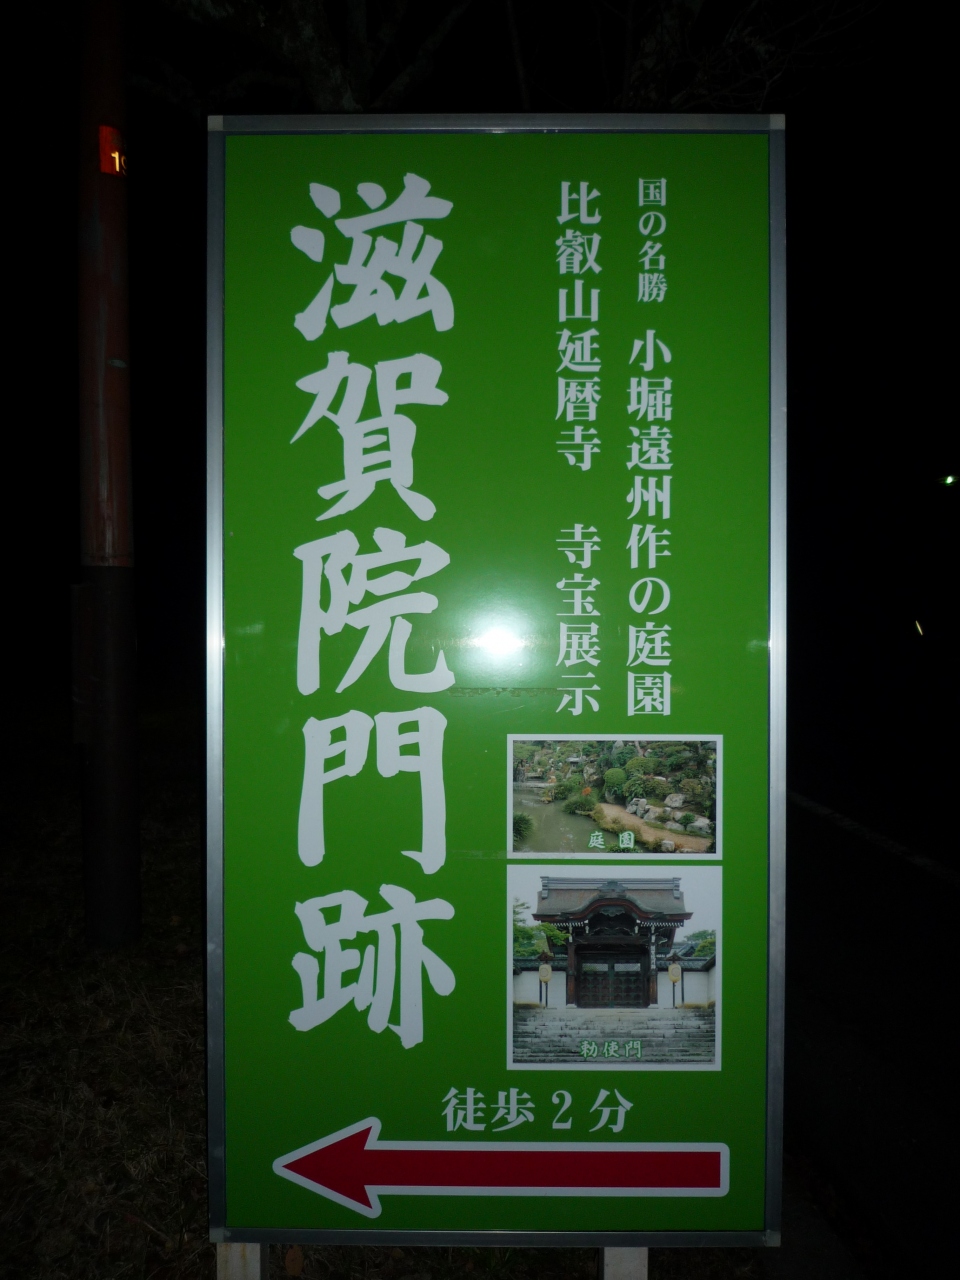 国の名勝 小堀遠州作の庭園
比叡山延暦寺 寺宝展示
滋賀院門跡
庭園
勅使門
徒歩2分